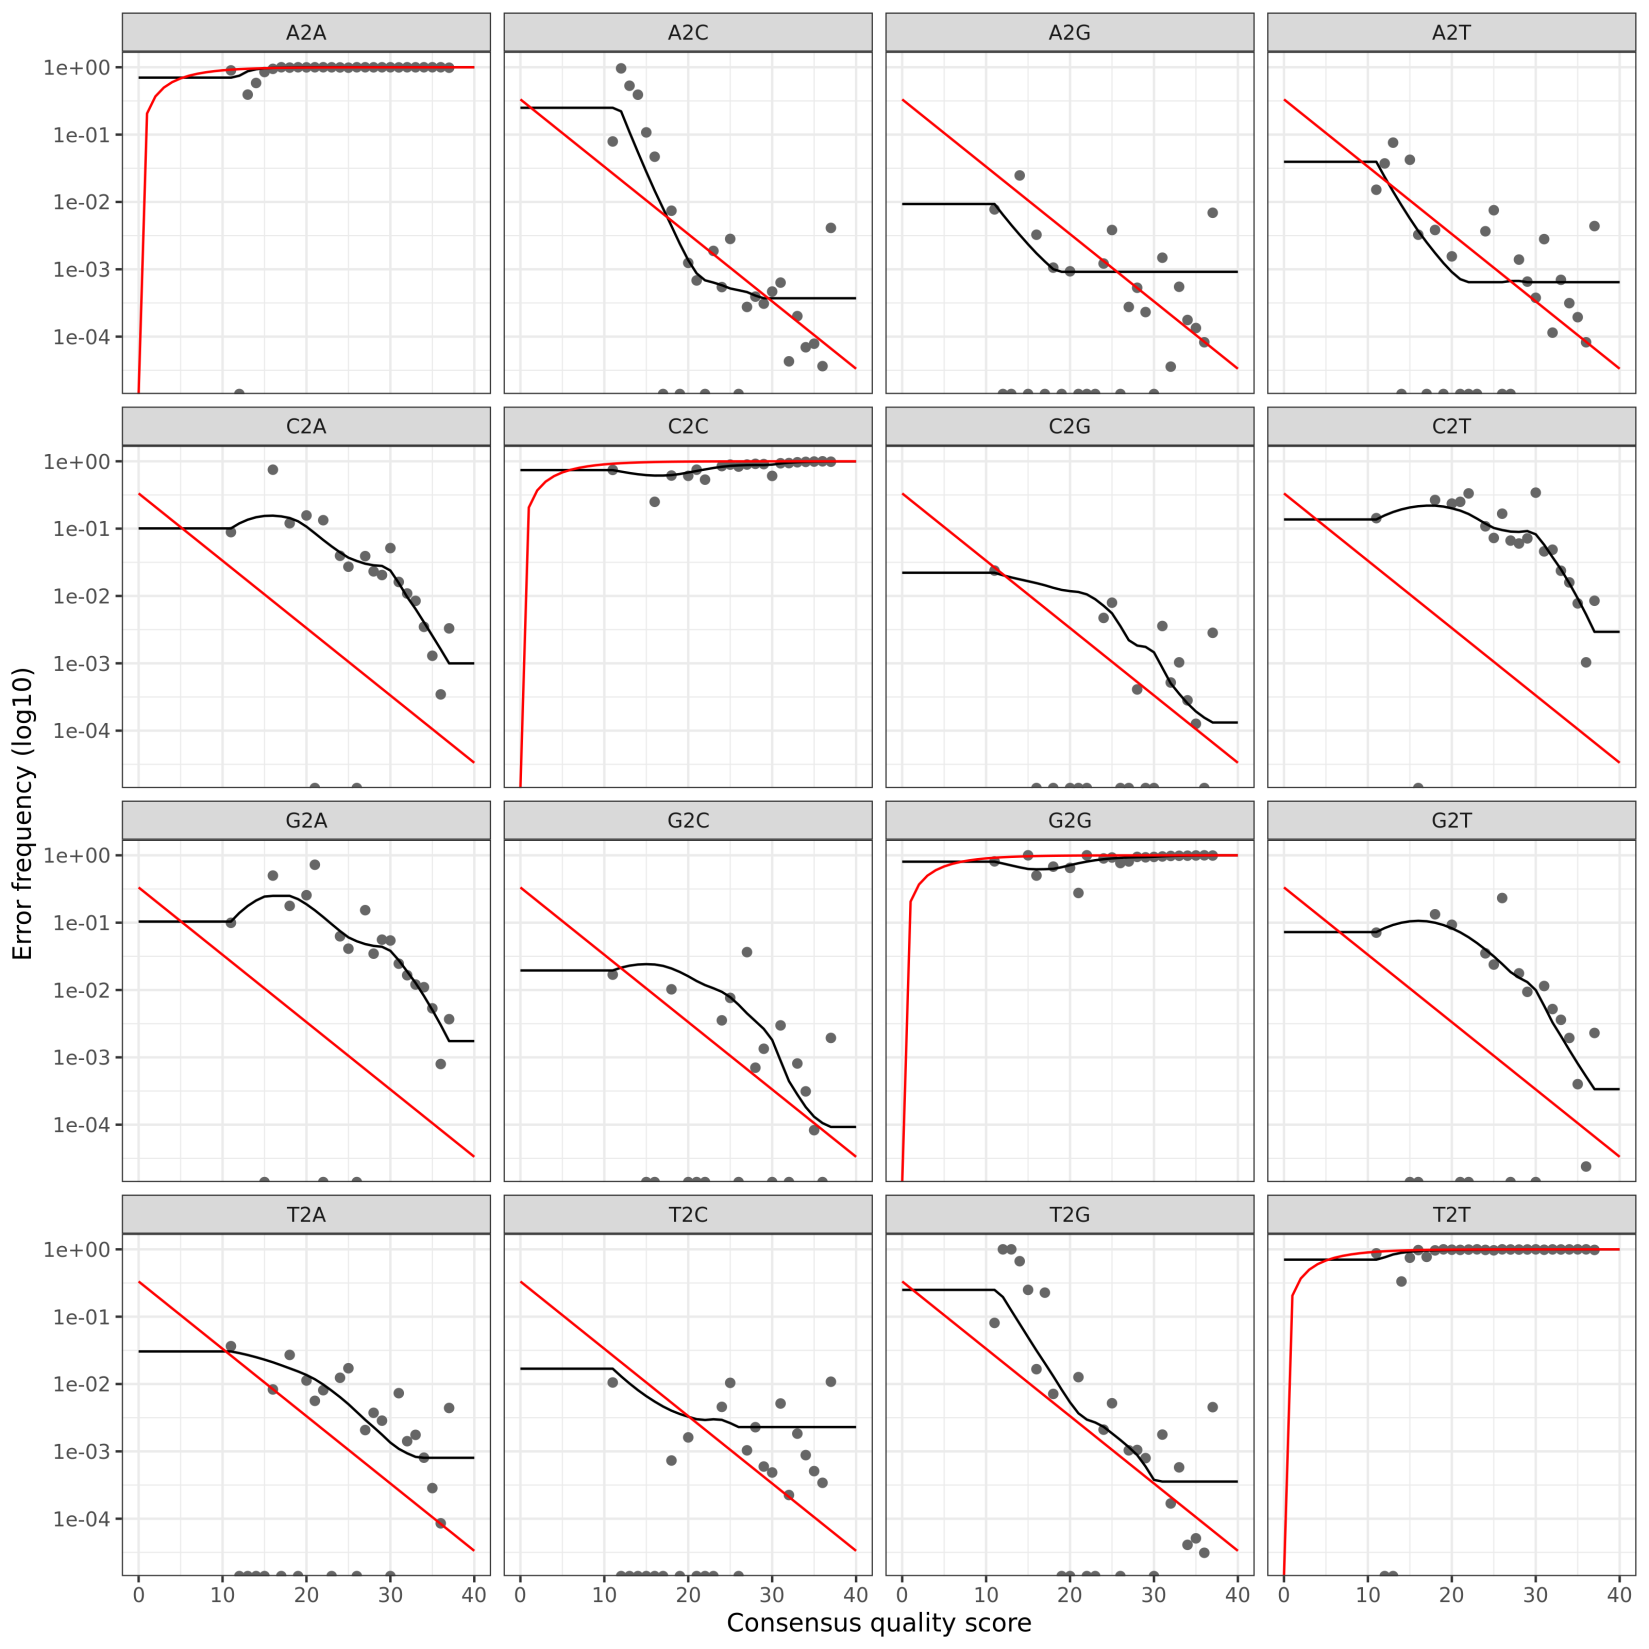 A2A A2C A2G A2T
1e+00
1e-01
1e-02
1e-03
1e-04
C2A C2C C2G C2T
1e+00
1e-01
1e-02
1e-03
1e-04
Error frequency (log10)
G2A G2C G2G G2T
1e+00
1e-01
1e-02
1e-03
1e-04
T2A T2C T2G T2T
1e+00
1e-01
1e-02
1e-03
1e-04
0 10 20 30 40 0 10 20 30 40 0 10 20 30 40 0 10 20 30 40
Consensus quality score